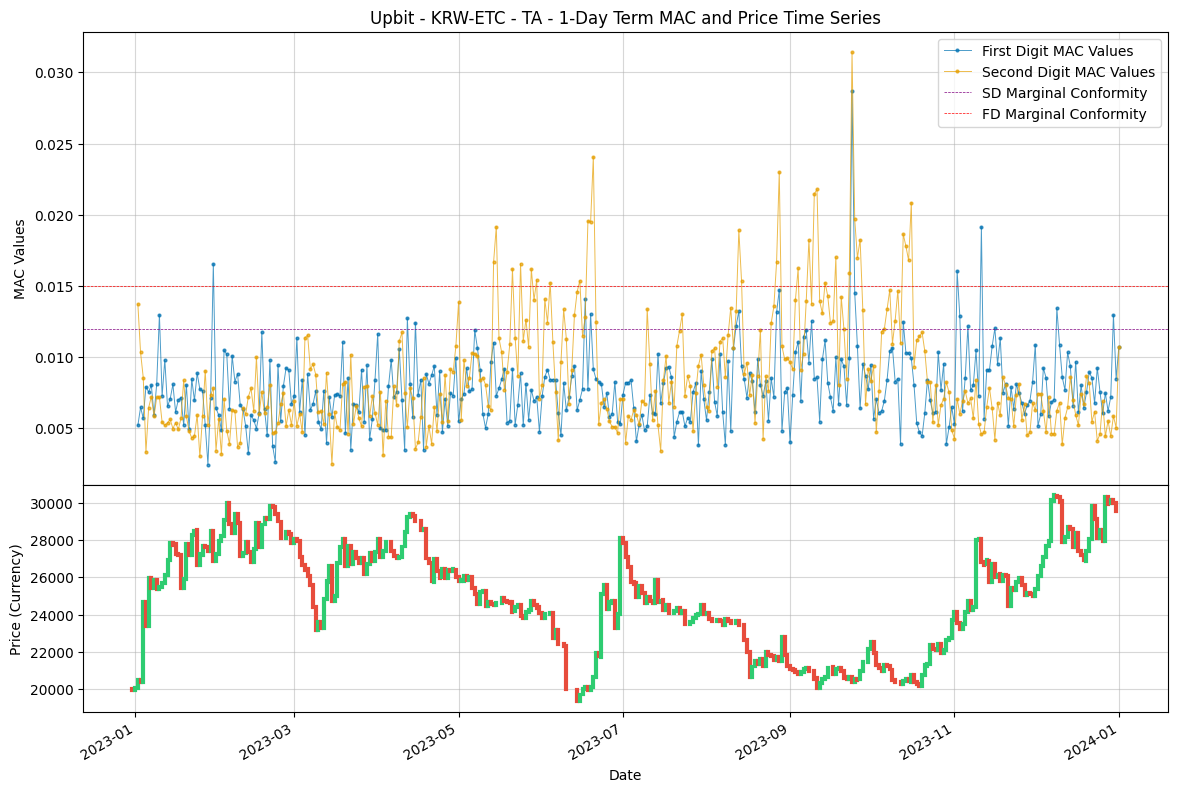 Upbit - KRW-ETC - TA - 1-Day Term MAC and Price Time Series
First Digit MAC Values
Second Digit MAC Values
SD Marginal Conformity
FD Marginal Conformity
MAC Values
0.030
0.025
0.020
0.015
0.010
0.005
Price (Currency)
30000
28000
26000
24000
22000
20000
2023-01
2023-03
2023-05
2023-07
2023-09
2023-11
2024-01
Date